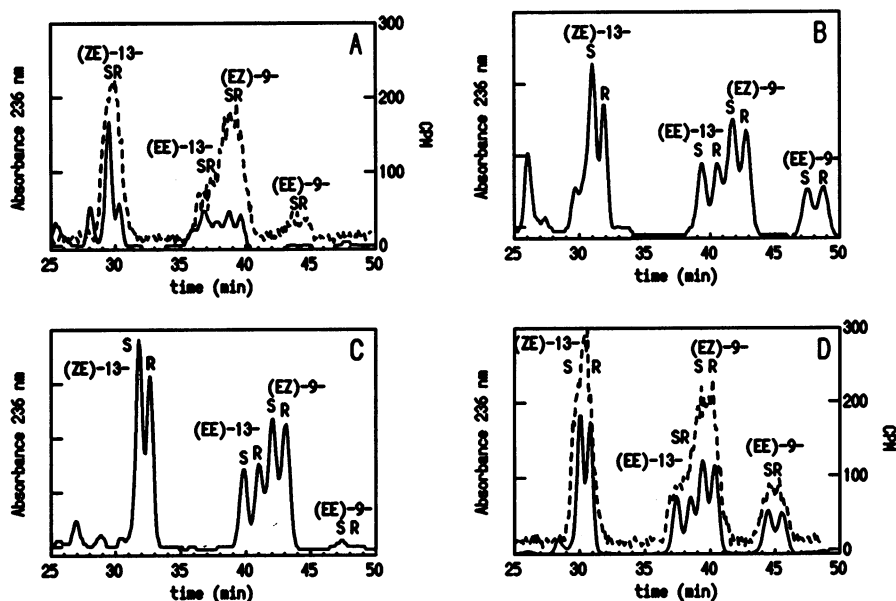 A
(ZE)-13-
SR
(EZ)-9-
SR
(EE)-13-
SR
(EE)-9-
SR
Absorbance 236 nm
300
200
100
0
CPM
25 30 35 40 45 50
time (min)
B
(ZE)-13-
S
R
(EZ)-9-
S
R
(EE)-13-
S R
(EE)-9-
S R
Absorbance 236 nm
25 30 35 40 45 50
time (min)
C
S
(ZE)-13-
R
(EZ)-9-
S
R
(EE)-13-
S R
(EE)-9-
S R
Absorbance 236 nm
25 30 35 40 45 50
time (min)
D
(ZE)-13-
S R
(EZ)-9-
S R
SR
(EE)-13-
(EE)-9-
SR
Absorbance 236 nm
300
200
100
0
CPM
25 30 35 40 45 50
time (min)